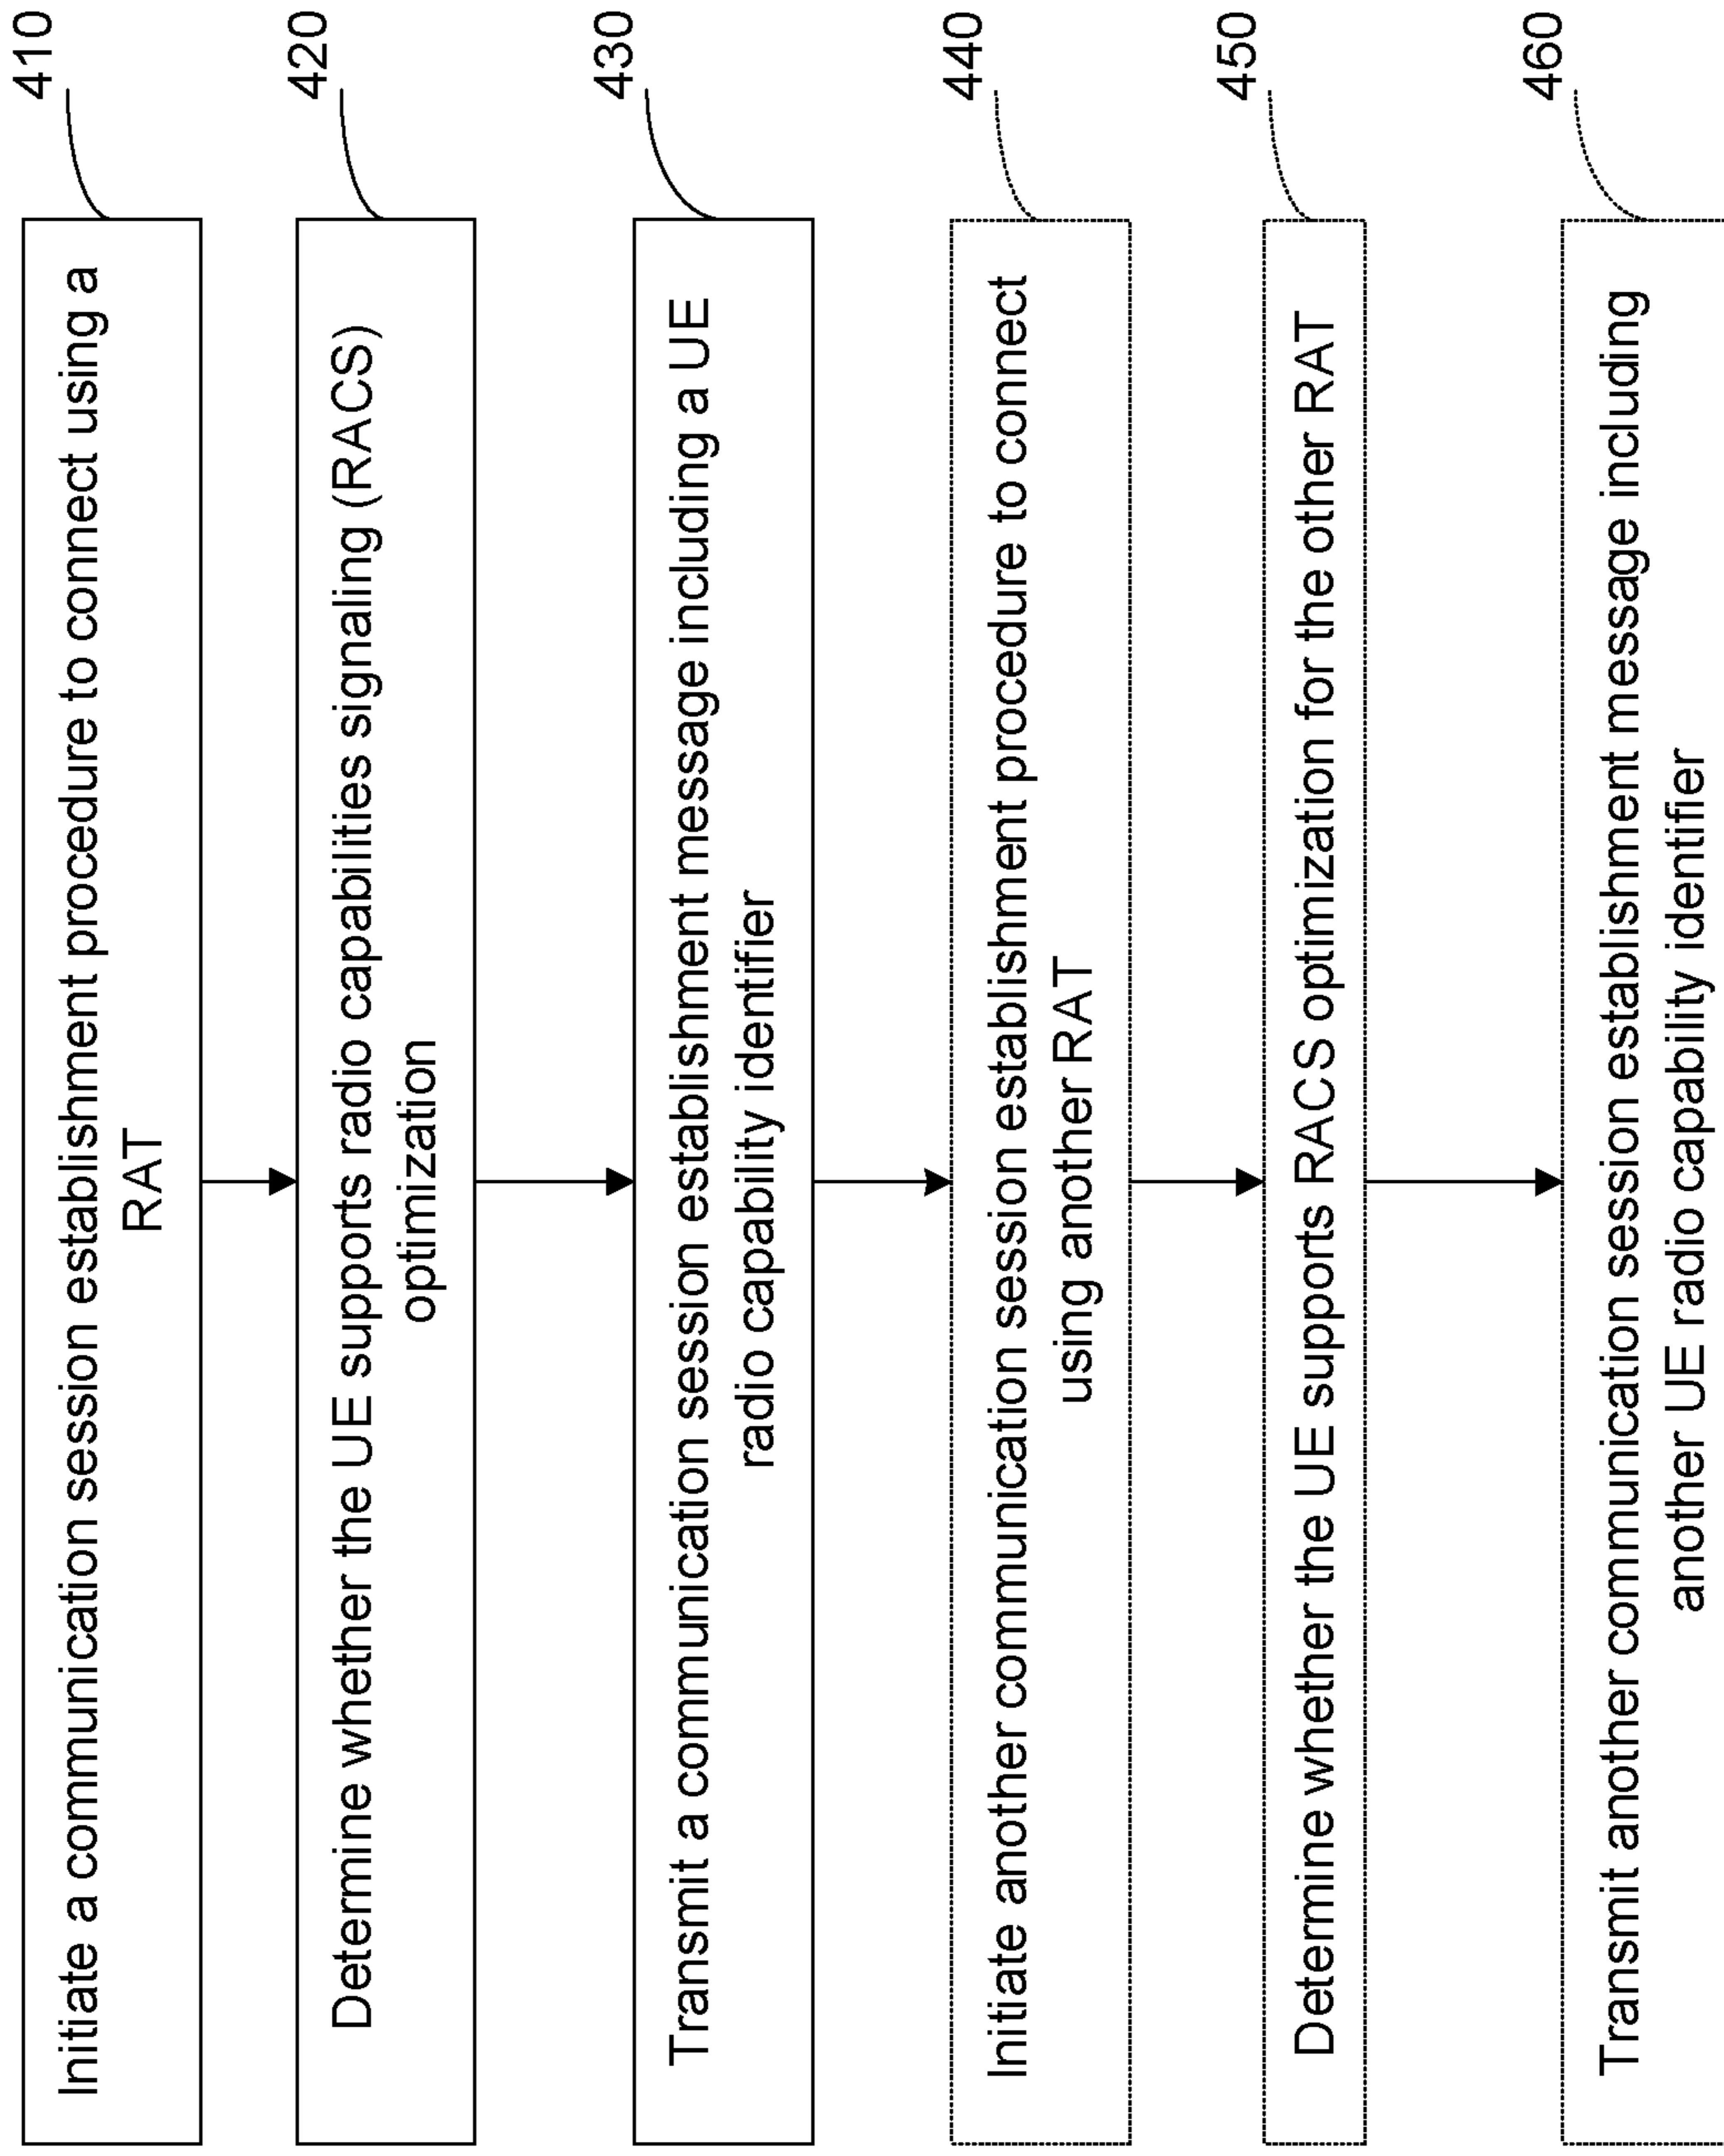 Initiate a communication session establishment procedure to connect using a
RAT
410
Determine whether the UE supports radio capabilities signaling (RACS)
optimization
420
Transmit a communication session establishment message including a UE
radio capability identifier
430
Initiate another communication session establishment procedure to connect
using another RAT
440
Determine whether the UE supports RACS optimization for the other RAT
450
Transmit another communication session establishment message including
another UE radio capability identifier
460